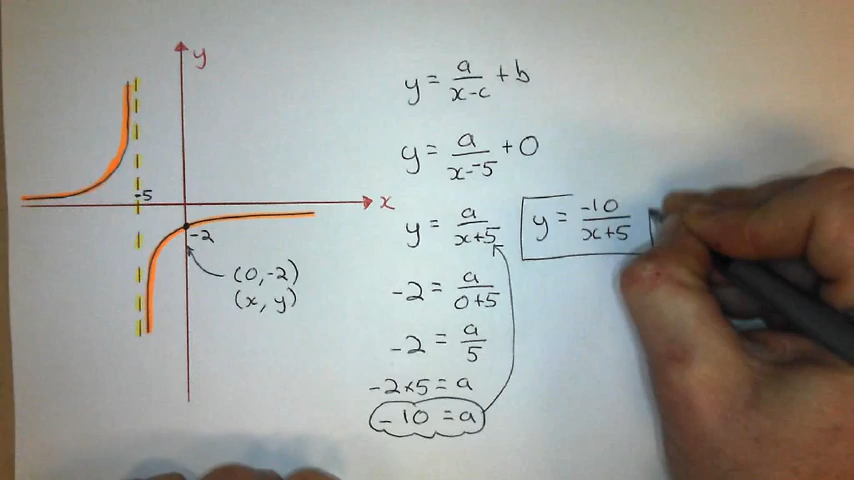 y
x
-5
-2
(0,-2)
(x, y)
y = a/(x-c) + b
y = a/(x--5) + 0
y = a/(x+5)
-2 = a/(0+5)
-2 = a/5
-2×5 = a
-10 = a
y = -10/(x+5)